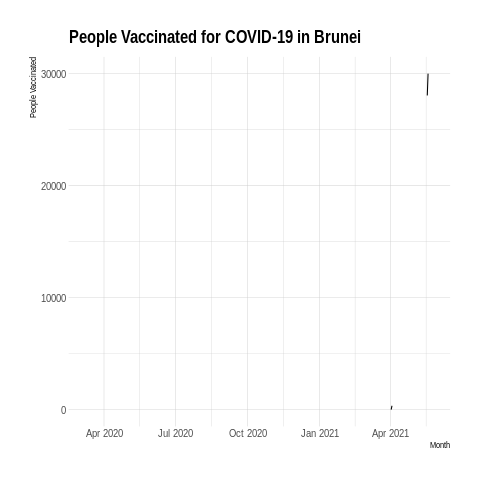 People Vaccinated for COVID-19 in Brunei
People Vaccinated
30000
20000
10000
0
Apr 2020 Jul 2020 Oct 2020 Jan 2021 Apr 2021
Month